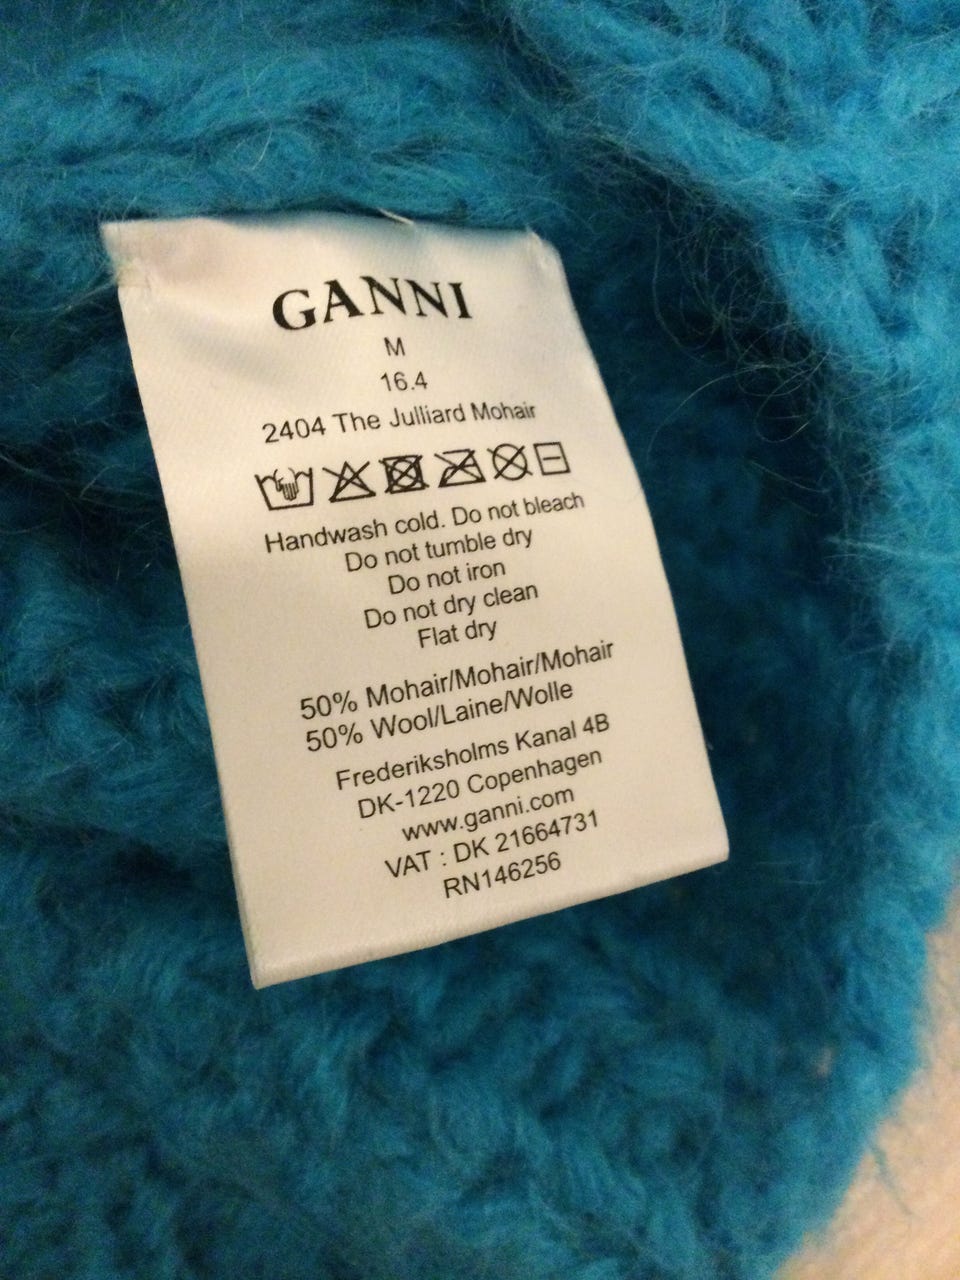 GANNI
M
16.4
2404 The Julliard Mohair
Handwash cold. Do not bleach
Do not tumble dry
Do not iron
Do not dry clean
Flat dry
50% Mohair/Mohair/Mohair
50% Wool/Laine/Wolle
Frederiksholms Kanal 4B
DK-1220 Copenhagen
www.ganni.com
VAT : DK 21664731
RN146256